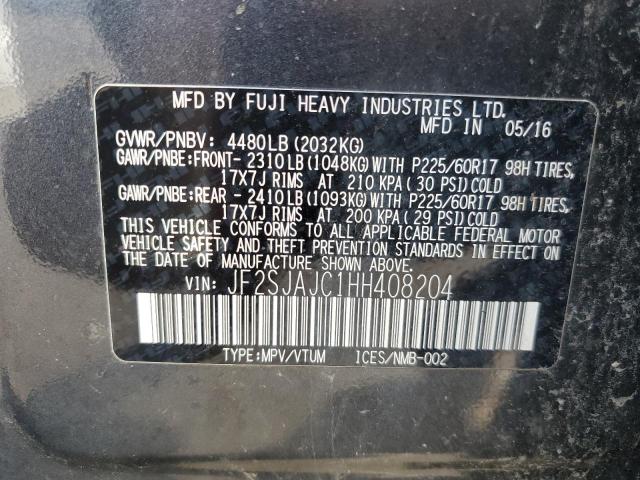 MFD BY FUJI HEAVY INDUSTRIES LTD.
MFD IN 05/16
GVWR/PNBV: 4480LB (2032KG)
GAWR/PNBE:FRONT- 2310LB (1048KG) WITH P225/60R17 98H TIRES,
17X7J RIMS AT 210 KPA ( 30 PSI) COLD
GAWR/PNBE:REAR - 2410LB (1093KG) WITH P225/60R17 98H TIRES,
17X7J RIMS AT 200 KPA ( 29 PSI) COLD
THIS VEHICLE CONFORMS TO ALL APPLICABLE FEDERAL MOTOR
VEHICLE SAFETY AND THEFT PREVENTION STANDARDS IN EFFECT ON
THE DATE OF MANUFACTURE SHOWN ABOVE.
VIN: JF2SJAJC1HH408204
TYPE:MPV/VTUM ICES/NMB-002